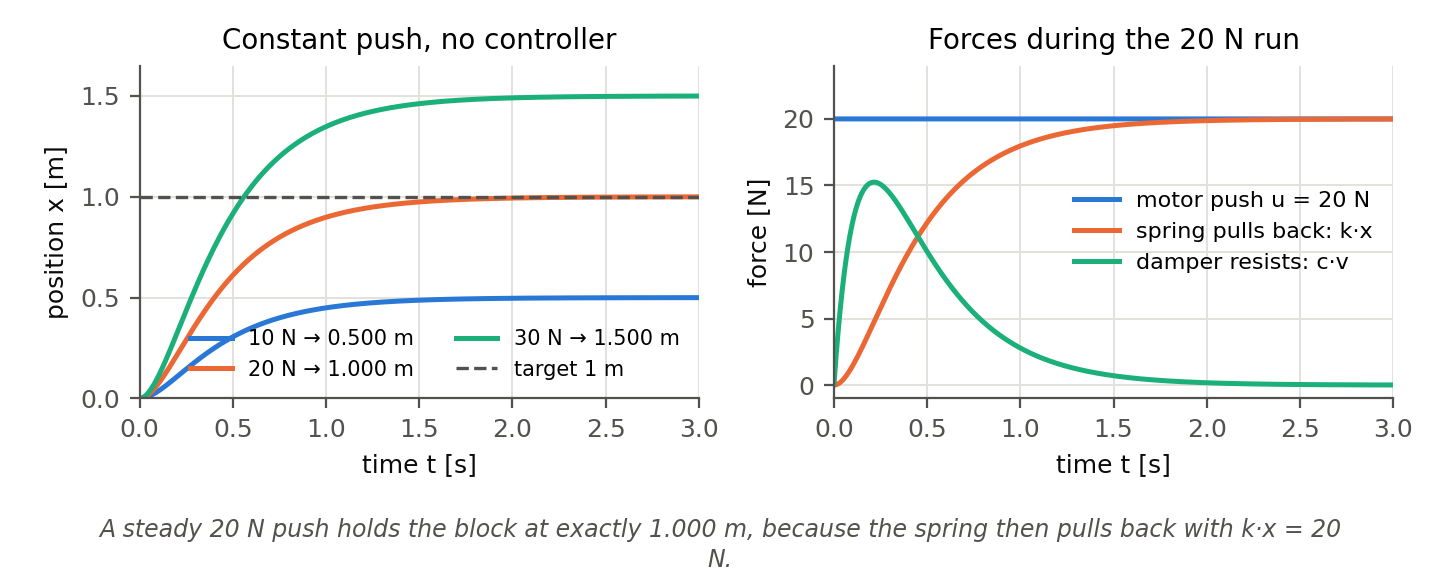 Constant push, no controller
position x [m]
1.5
1.0
0.5
0.0
10 N → 0.500 m
20 N → 1.000 m
30 N → 1.500 m
target 1 m
0.0 0.5 1.0 1.5 2.0 2.5 3.0
time t [s]
Forces during the 20 N run
force [N]
20
15
10
5
0
motor push u = 20 N
spring pulls back: k·x
damper resists: c·v
0.0 0.5 1.0 1.5 2.0 2.5 3.0
time t [s]
A steady 20 N push holds the block at exactly 1.000 m, because the spring then pulls back with k·x = 20
N.